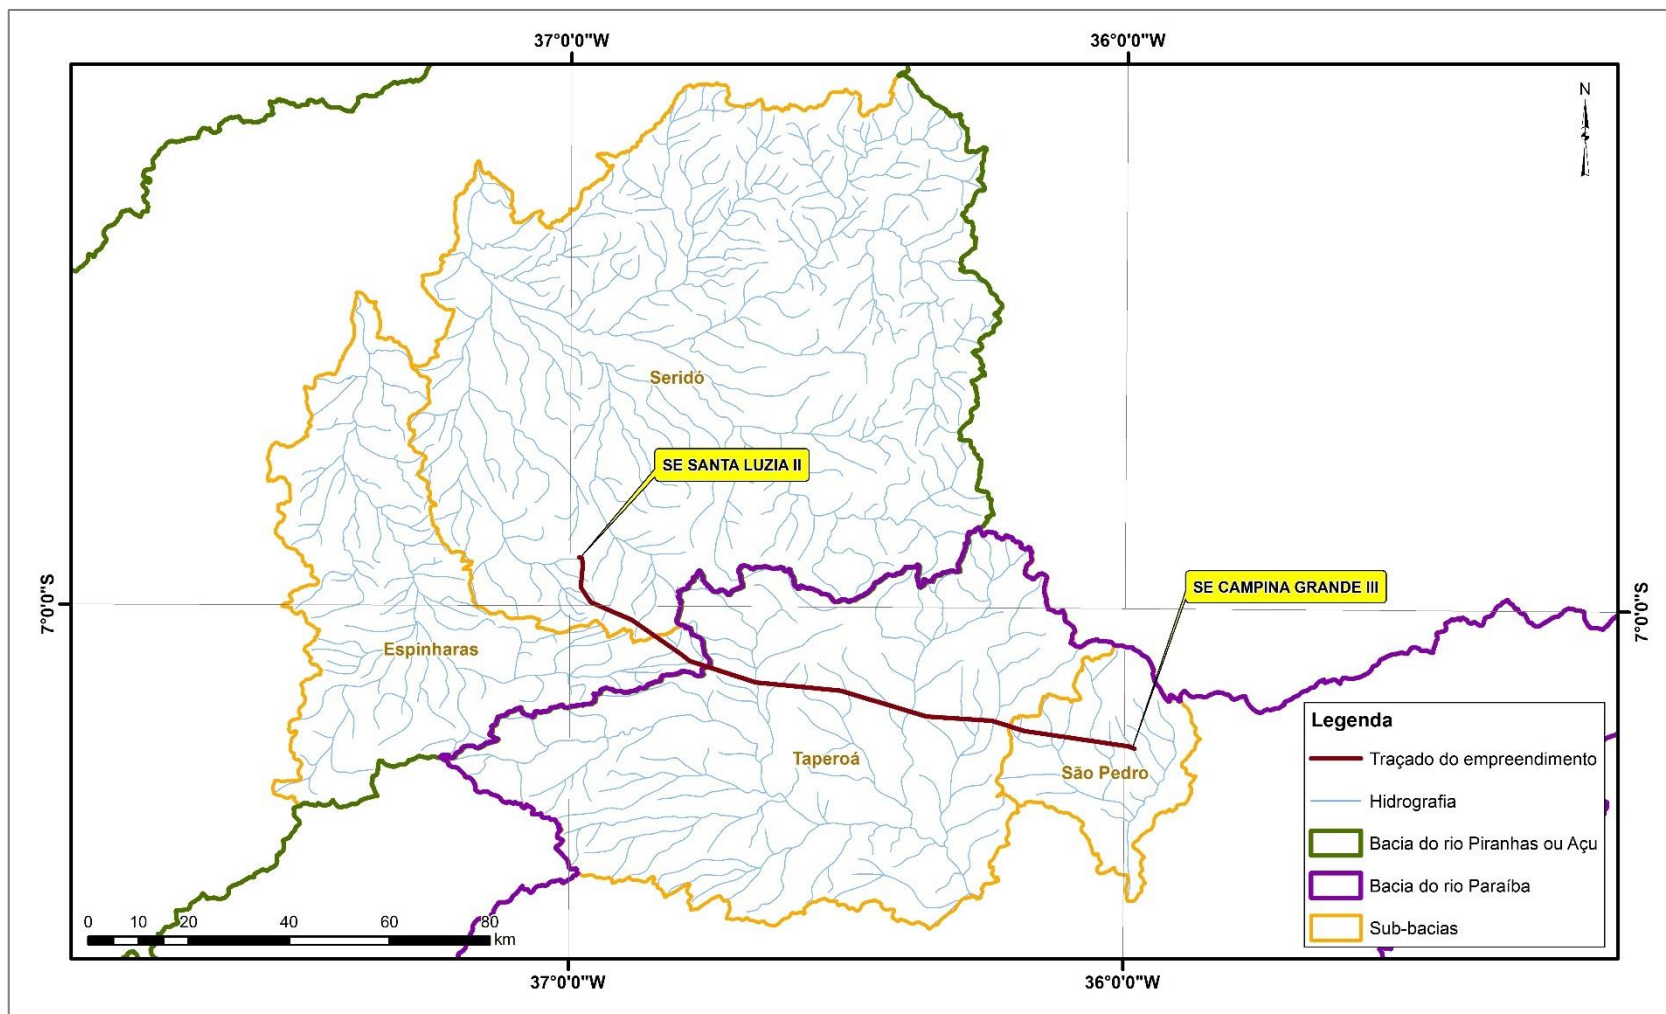 37°0'0"W
36°0'0"W
N
Seridó
SE SANTA LUZIA II
SE CAMPINA GRANDE III
7°0'0"S
7°0'0"S
Espinharas
Taperoá
São Pedro
Legenda
Traçado do empreendimento
Hidrografia
Bacia do rio Piranhas ou Açu
Bacia do rio Paraíba
Sub-bacias
0 10 20 40 60 80
km
37°0'0"W
36°0'0"W